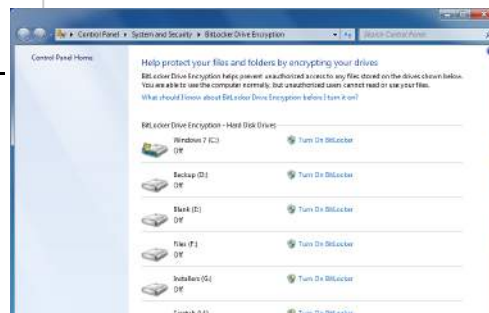 Control Panel ▸ System and Security ▸ BitLocker Drive Encryption
Search Control Panel
Control Panel Home
Help protect your files and folders by encrypting your drives
BitLocker Drive Encryption helps prevent unauthorized access to any files stored on the drives shown below.
You are able to use the computer normally, but unauthorized users cannot read or use your files.
What should I know about BitLocker Drive Encryption before I turn it on?
BitLocker Drive Encryption - Hard Disk Drives
Windows 7 (C:) Turn On BitLocker
Off
Backup (D:) Turn On BitLocker
Off
Blank Turn On BitLocker
Off
Files (F:) Turn On BitLocker
Off
Installers (G:) Turn On BitLocker
Off
Turn On BitLocker